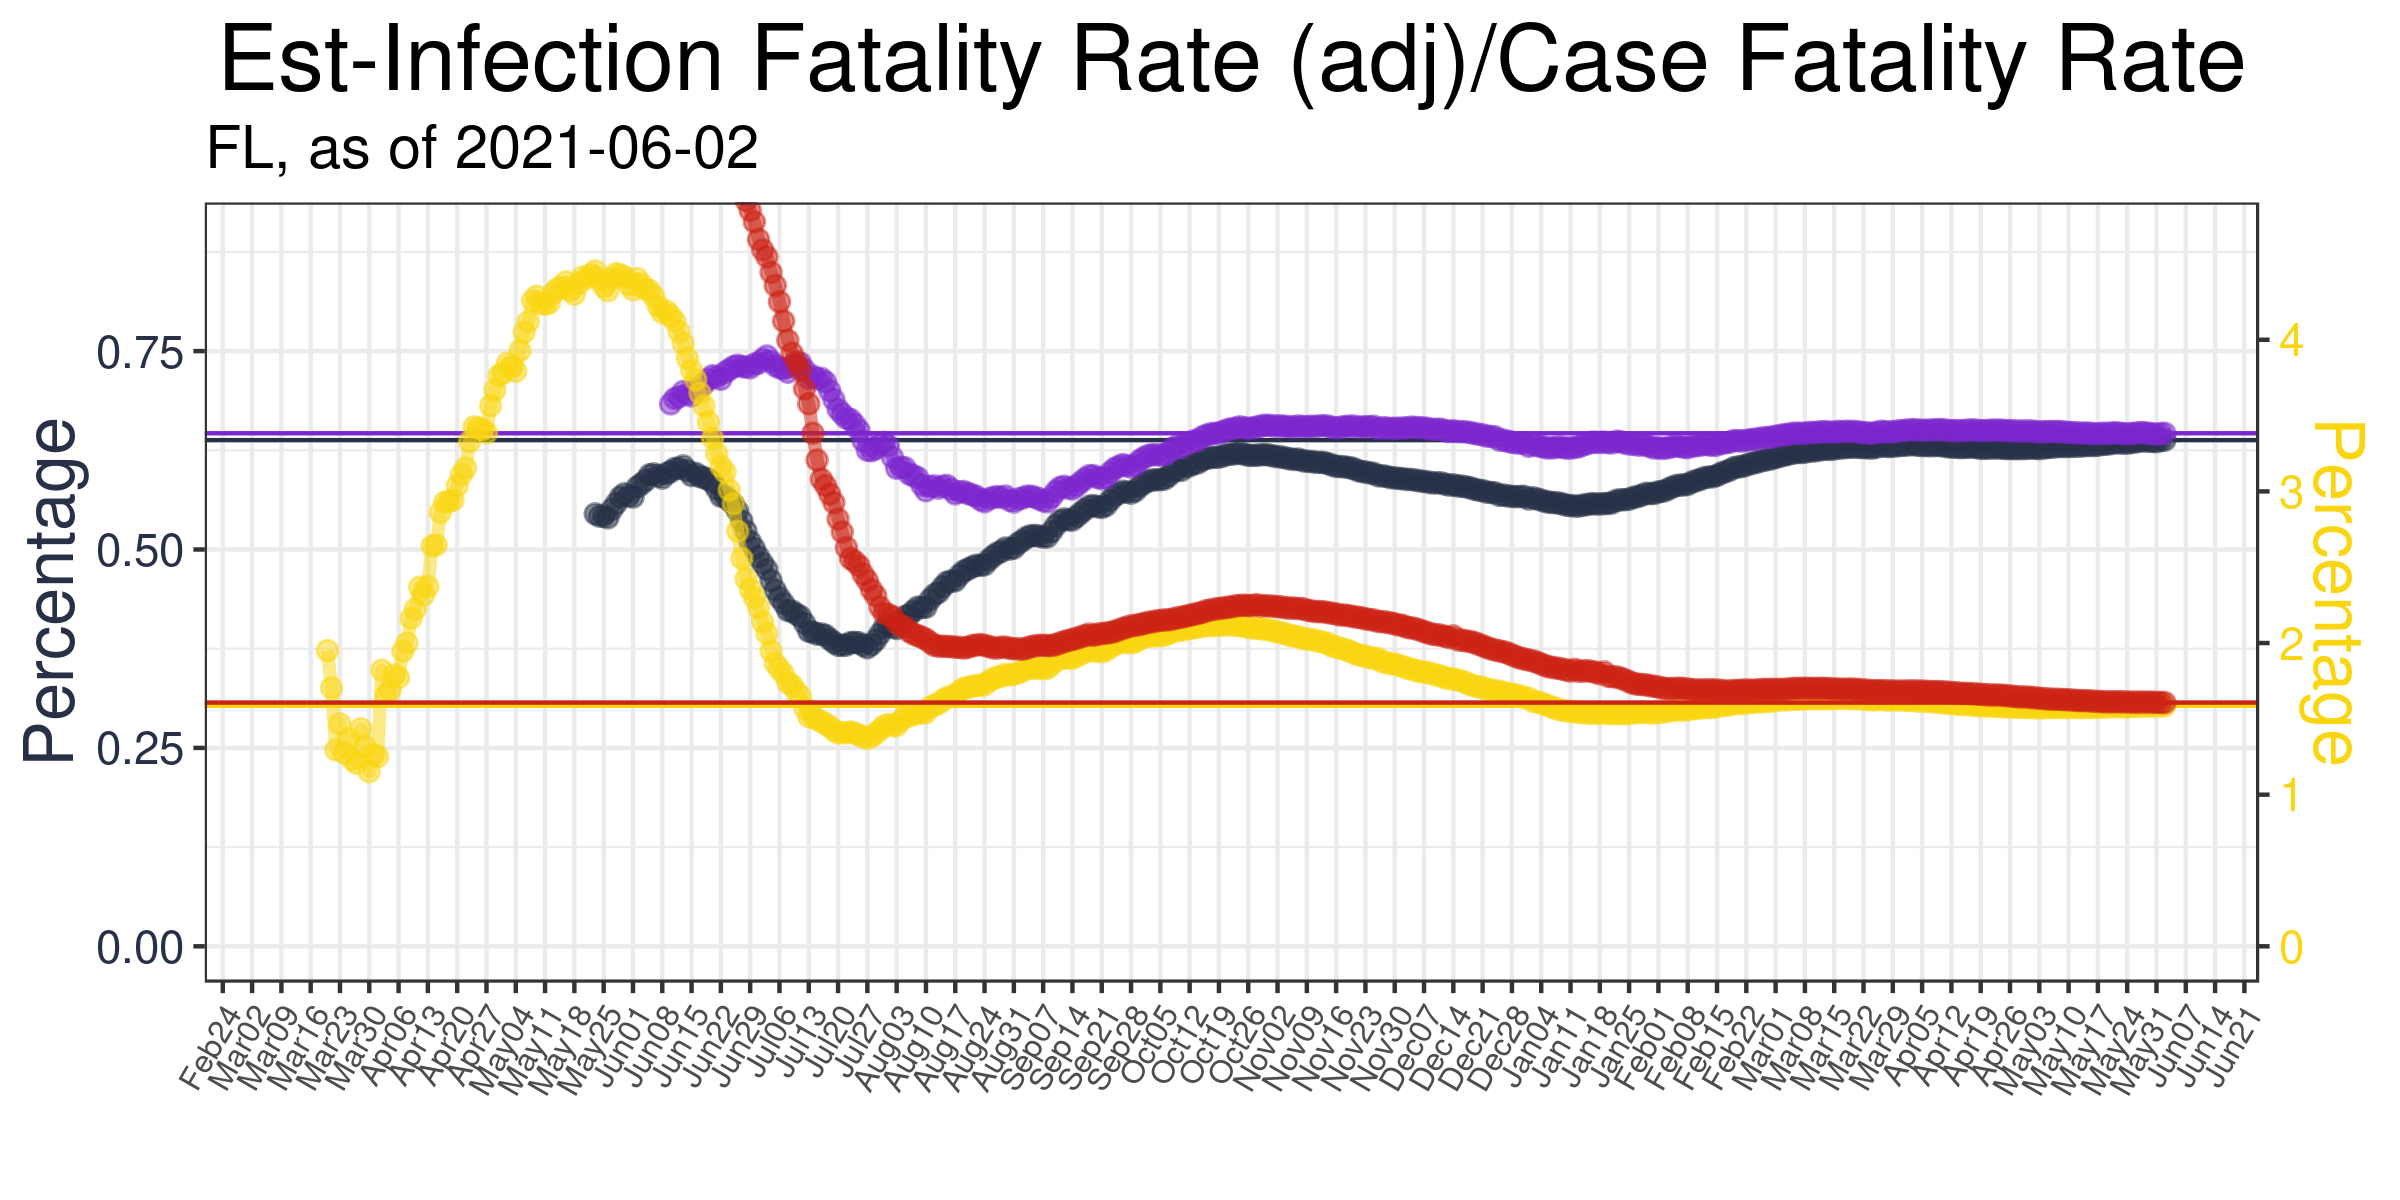 Est-Infection Fatality Rate (adj)/Case Fatality Rate
FL, as of 2021-06-02
Percentage
0.75
0.50
0.25
0.00
4
3
2
1
0
Percentage
Feb24
Mar02
Mar09
Mar16
Mar23
Mar30
Apr06
Apr13
Apr20
Apr27
May04
May11
May18
May25
Jun01
Jun08
Jun15
Jun22
Jun29
Jul06
Jul13
Jul20
Jul27
Aug03
Aug10
Aug17
Aug24
Aug31
Sep07
Sep14
Sep21
Sep28
Oct05
Oct12
Oct19
Oct26
Nov02
Nov09
Nov16
Nov23
Nov30
Dec07
Dec14
Dec21
Dec28
Jan04
Jan11
Jan18
Jan25
Feb01
Feb08
Feb15
Feb22
Mar01
Mar08
Mar15
Mar22
Mar29
Apr05
Apr12
Apr19
Apr26
May03
May10
May17
May24
May31
Jun07
Jun14
Jun21